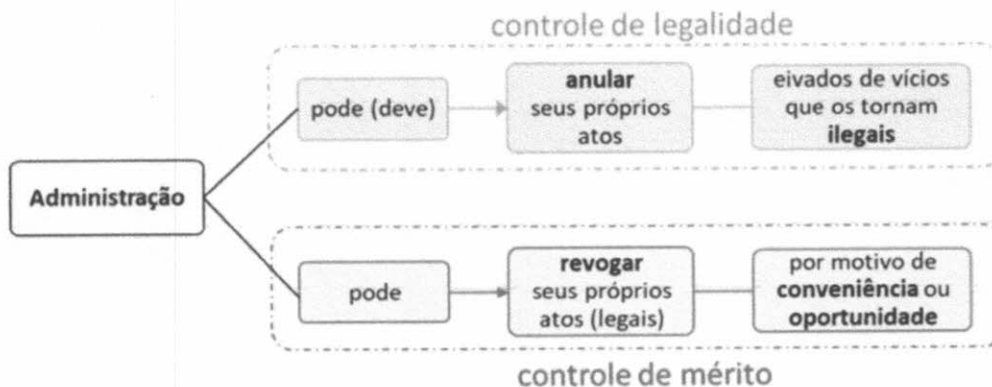 controle de legalidade
pode (deve)
anular
seus próprios
atos
eivados de vícios
que os tornam
ilegais
Administração
pode
revogar
seus próprios
atos (legais)
por motivo de
conveniência ou
oportunidade
controle de mérito